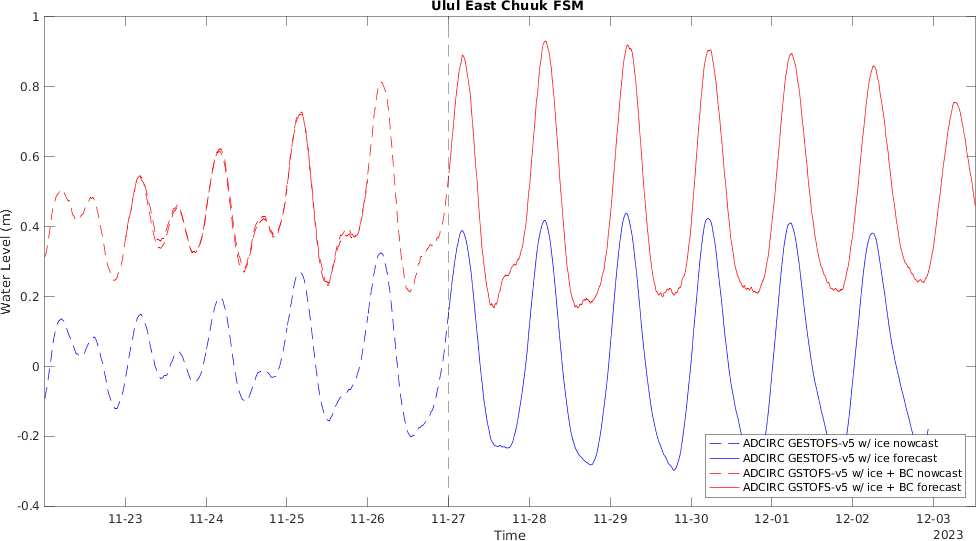 Ulul East Chuuk FSM
1
0.8
0.6
0.4
0.2
0
-0.2
-0.4
Water Level (m)
ADCIRC GESTOFS-v5 w/ ice nowcast
ADCIRC GESTOFS-v5 w/ ice forecast
ADCIRC GSTOFS-v5 w/ ice + BC nowcast
ADCIRC GSTOFS-v5 w/ ice + BC forecast
11-23 11-24 11-25 11-26 11-27 11-28 11-29 11-30 12-01 12-02 12-03
Time
2023